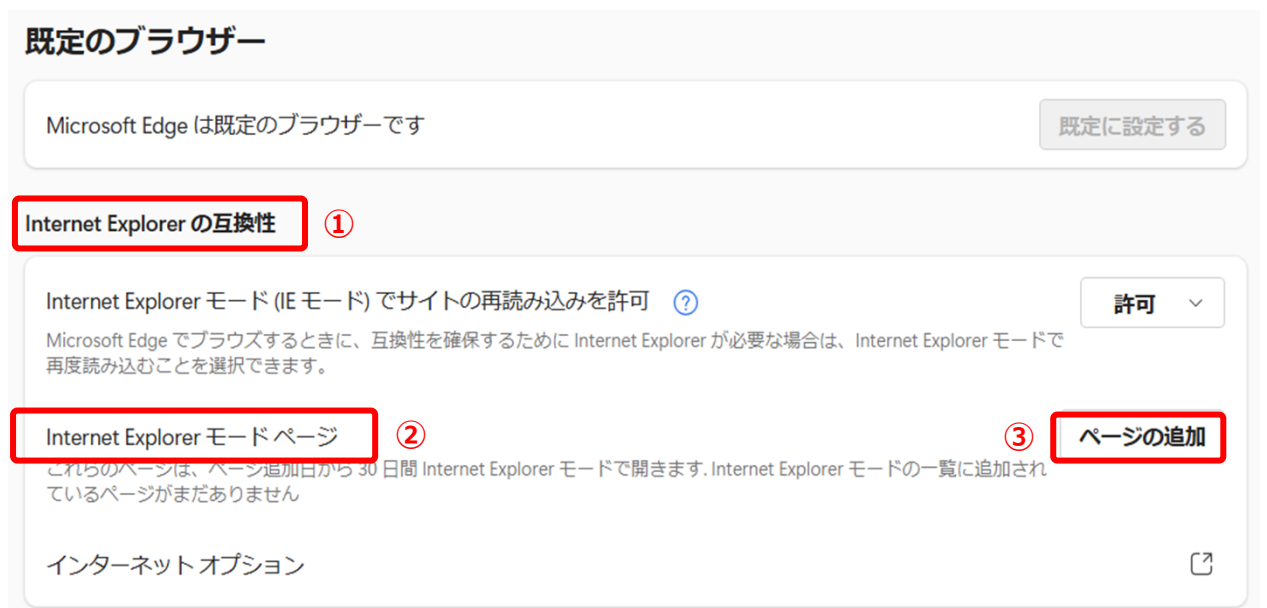 既定のブラウザー
Microsoft Edge は既定のブラウザーです
既定に設定する
Internet Explorer の互換性
①
Internet Explorer モード (IE モード) でサイトの再読み込みを許可
?
許可
Microsoft Edge でブラウズするときに、互換性を確保するために Internet Explorer が必要な場合は、Internet Explorer モードで
再度読み込むことを選択できます。
Internet Explorer モード ページ
②
③
ページの追加
これらのページは、ページ追加日から 30 日間 Internet Explorer モードで開きます. Internet Explorer モードの一覧に追加され
ているページがまだありません
インターネット オプション